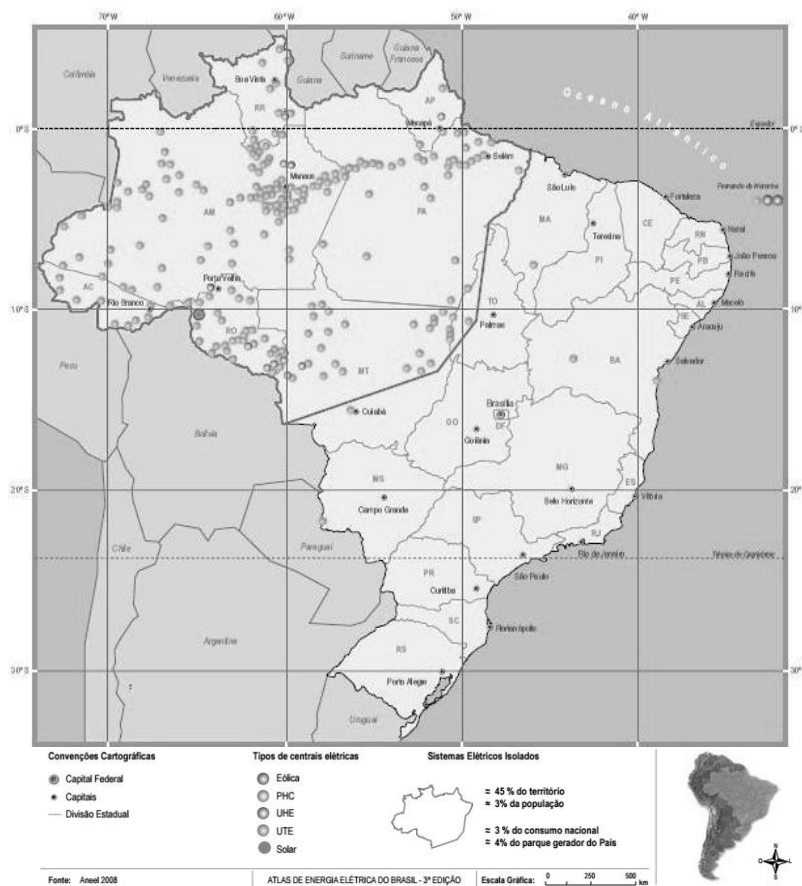 70° W
60° W
50° W
40° W
Colômbia
Venezuela
Guiana
Suriname
Guiana
Francesa
Boa Vista
RR
AP
Macapá
Oceano Atlântico
0° S
Equador
0° S
Manaus
Belém
São Luís
Fortaleza
Fernando de Noronha
AM
PA
MA
Teresina
CE
RN
Natal
PI
PB
João Pessoa
PE
Recife
AC
Porto Velho
Rio Branco
AL
Maceió
SE
Aracaju
10° S
10° S
RO
TO
Palmas
BA
Salvador
Peru
MT
Cuiabá
Brasília
DF
GO
Goiânia
Bolívia
MS
Campo Grande
MG
Belo Horizonte
ES
Vitória
20° S
20° S
SP
RJ
Rio de Janeiro
São Paulo
Trópico de Capricórnio
Chile
Paraguai
PR
Curitiba
SC
Florianópolis
Argentina
RS
Porto Alegre
30° S
30° S
Uruguai
Convenções Cartográficas
Capital Federal
Capitais
Divisão Estadual
Tipos de centrais elétricas
Eólica
PHC
UHE
UTE
Solar
Sistemas Elétricos Isolados
≈ 45 % do território
≈ 3% da população
≈ 3 % do consumo nacional
≈ 4% do parque gerador do País
N
O
L
S
Fonte: Aneel 2008
ATLAS DE ENERGIA ELÉTRICA DO BRASIL - 3ª EDIÇÃO
Escala Gráfica: 0 250 500 km